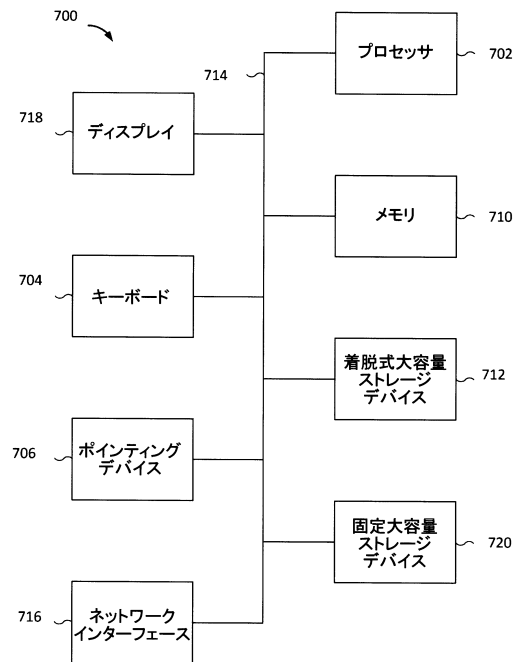 700
714
プロセッサ
702
718
ディスプレイ
メモリ
710
704
キーボード
着脱式大容量
ストレージ
デバイス
712
706
ポインティング
デバイス
固定大容量
ストレージ
デバイス
720
716
ネットワーク
インターフェース